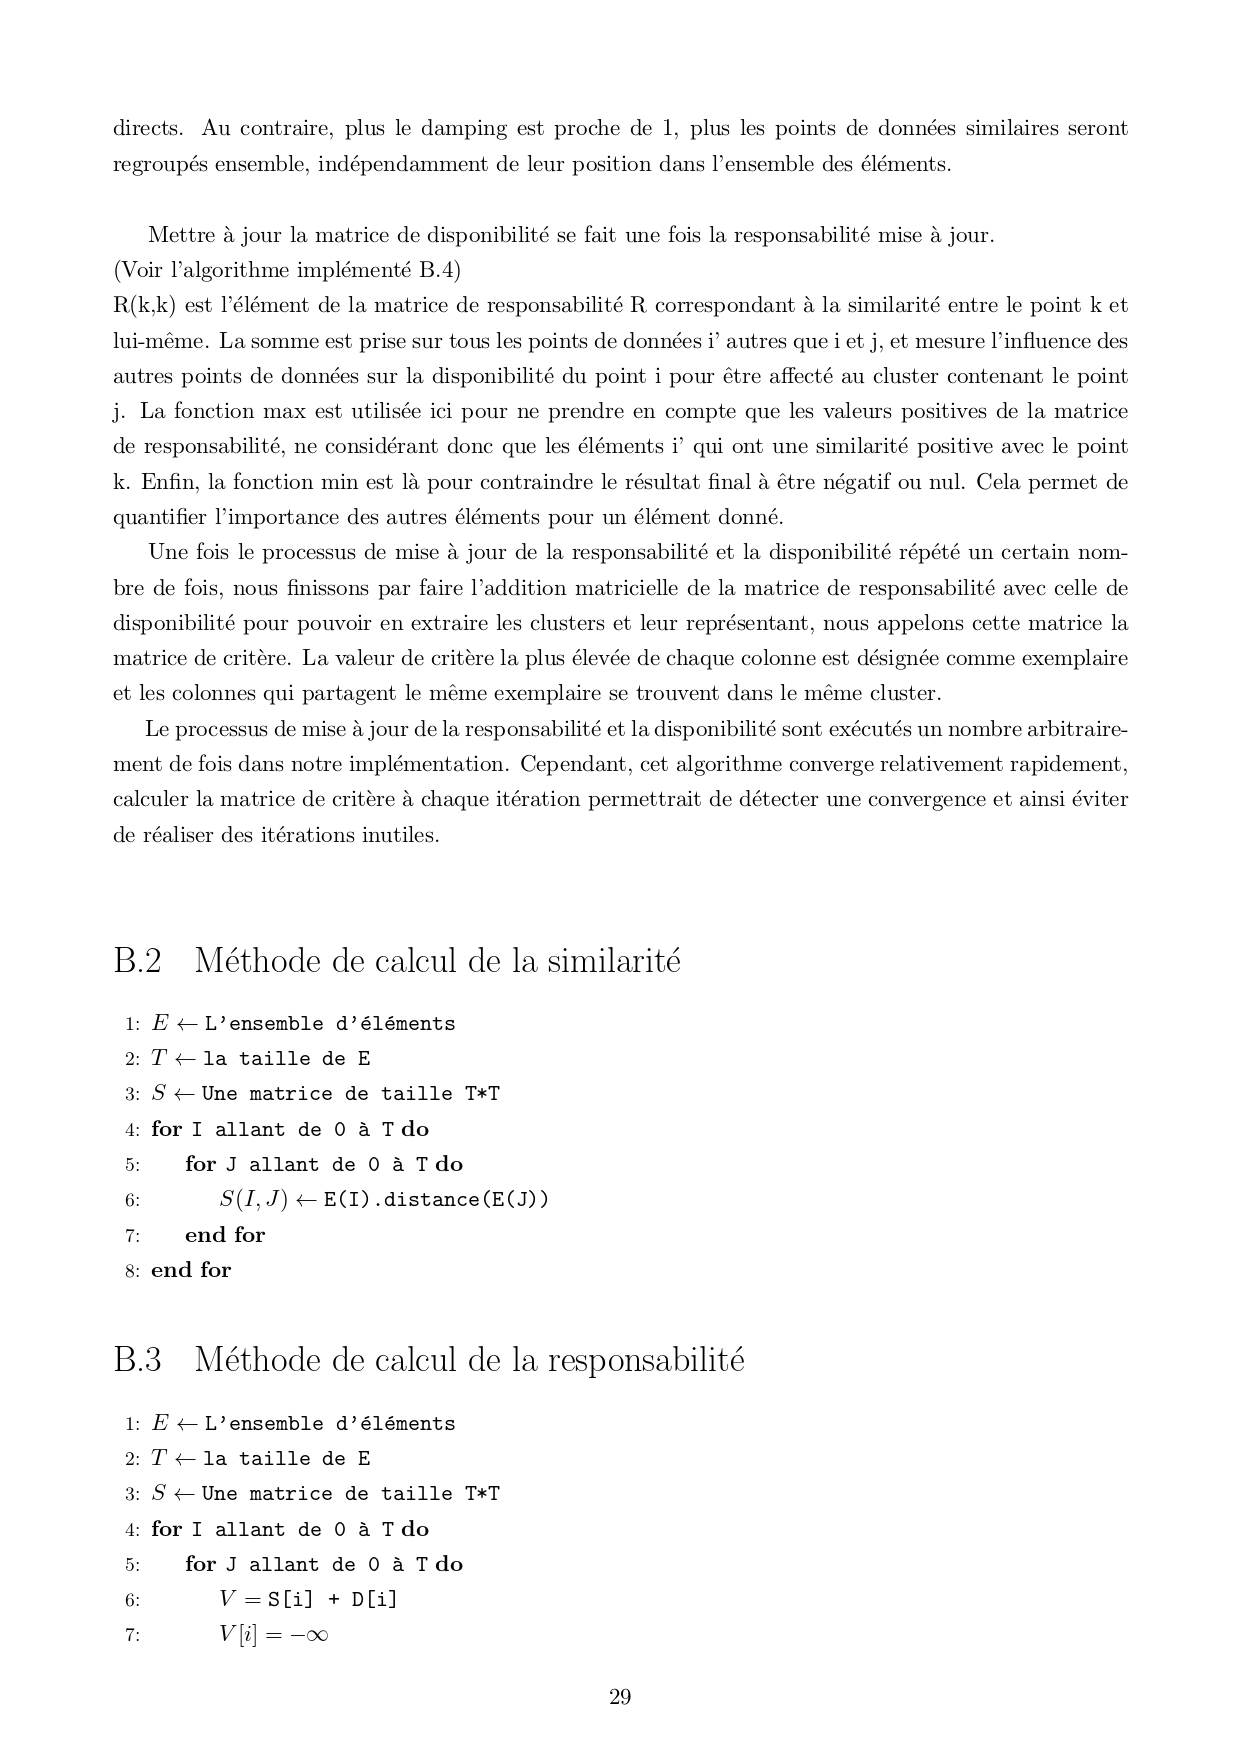 directs. Au contraire, plus le damping est proche de 1, plus les points de données similaires seront
regroupés ensemble, indépendamment de leur position dans l'ensemble des éléments.
Mettre à jour la matrice de disponibilité se fait une fois la responsabilité mise à jour.
(Voir l'algorithme implémenté B.4)
R(k,k) est l'élément de la matrice de responsabilité R correspondant à la similarité entre le point k et
lui-même. La somme est prise sur tous les points de données i' autres que i et j, et mesure l'influence des
autres points de données sur la disponibilité du point i pour être affecté au cluster contenant le point
j. La fonction max est utilisée ici pour ne prendre en compte que les valeurs positives de la matrice
de responsabilité, ne considérant donc que les éléments i' qui ont une similarité positive avec le point
k. Enfin, la fonction min est là pour contraindre le résultat final à être négatif ou nul. Cela permet de
quantifier l'importance des autres éléments pour un élément donné.
Une fois le processus de mise à jour de la responsabilité et la disponibilité répété un certain nom-
bre de fois, nous finissons par faire l'addition matricielle de la matrice de responsabilité avec celle de
disponibilité pour pouvoir en extraire les clusters et leur représentant, nous appelons cette matrice la
matrice de critère. La valeur de critère la plus élevée de chaque colonne est désignée comme exemplaire
et les colonnes qui partagent le même exemplaire se trouvent dans le même cluster.
Le processus de mise à jour de la responsabilité et la disponibilité sont exécutés un nombre arbitraire-
ment de fois dans notre implémentation. Cependant, cet algorithme converge relativement rapidement,
calculer la matrice de critère à chaque itération permettrait de détecter une convergence et ainsi éviter
de réaliser des itérations inutiles.
B.2 Méthode de calcul de la similarité
1: E ← L'ensemble d'éléments
2: T ← la taille de E
3: S ← Une matrice de taille T*T
4: for I allant de 0 à T do
5: for J allant de 0 à T do
6: S(I, J) ← E(I).distance(E(J))
7: end for
8: end for
B.3 Méthode de calcul de la responsabilité
1: E ← L'ensemble d'éléments
2: T ← la taille de E
3: S ← Une matrice de taille T*T
4: for I allant de 0 à T do
5: for J allant de 0 à T do
6: V = S[i] + D[i]
7: V[i] = −∞
29